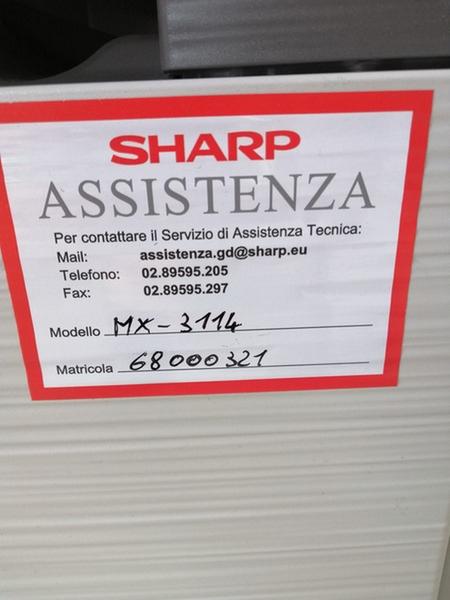 SHARP
ASSISTENZA
Per contattare il Servizio di Assistenza Tecnica:
Mail: assistenza.gd@sharp.eu
Telefono: 02.89595.205
Fax: 02.89595.297
Modello MX-3114
Matricola 68000321